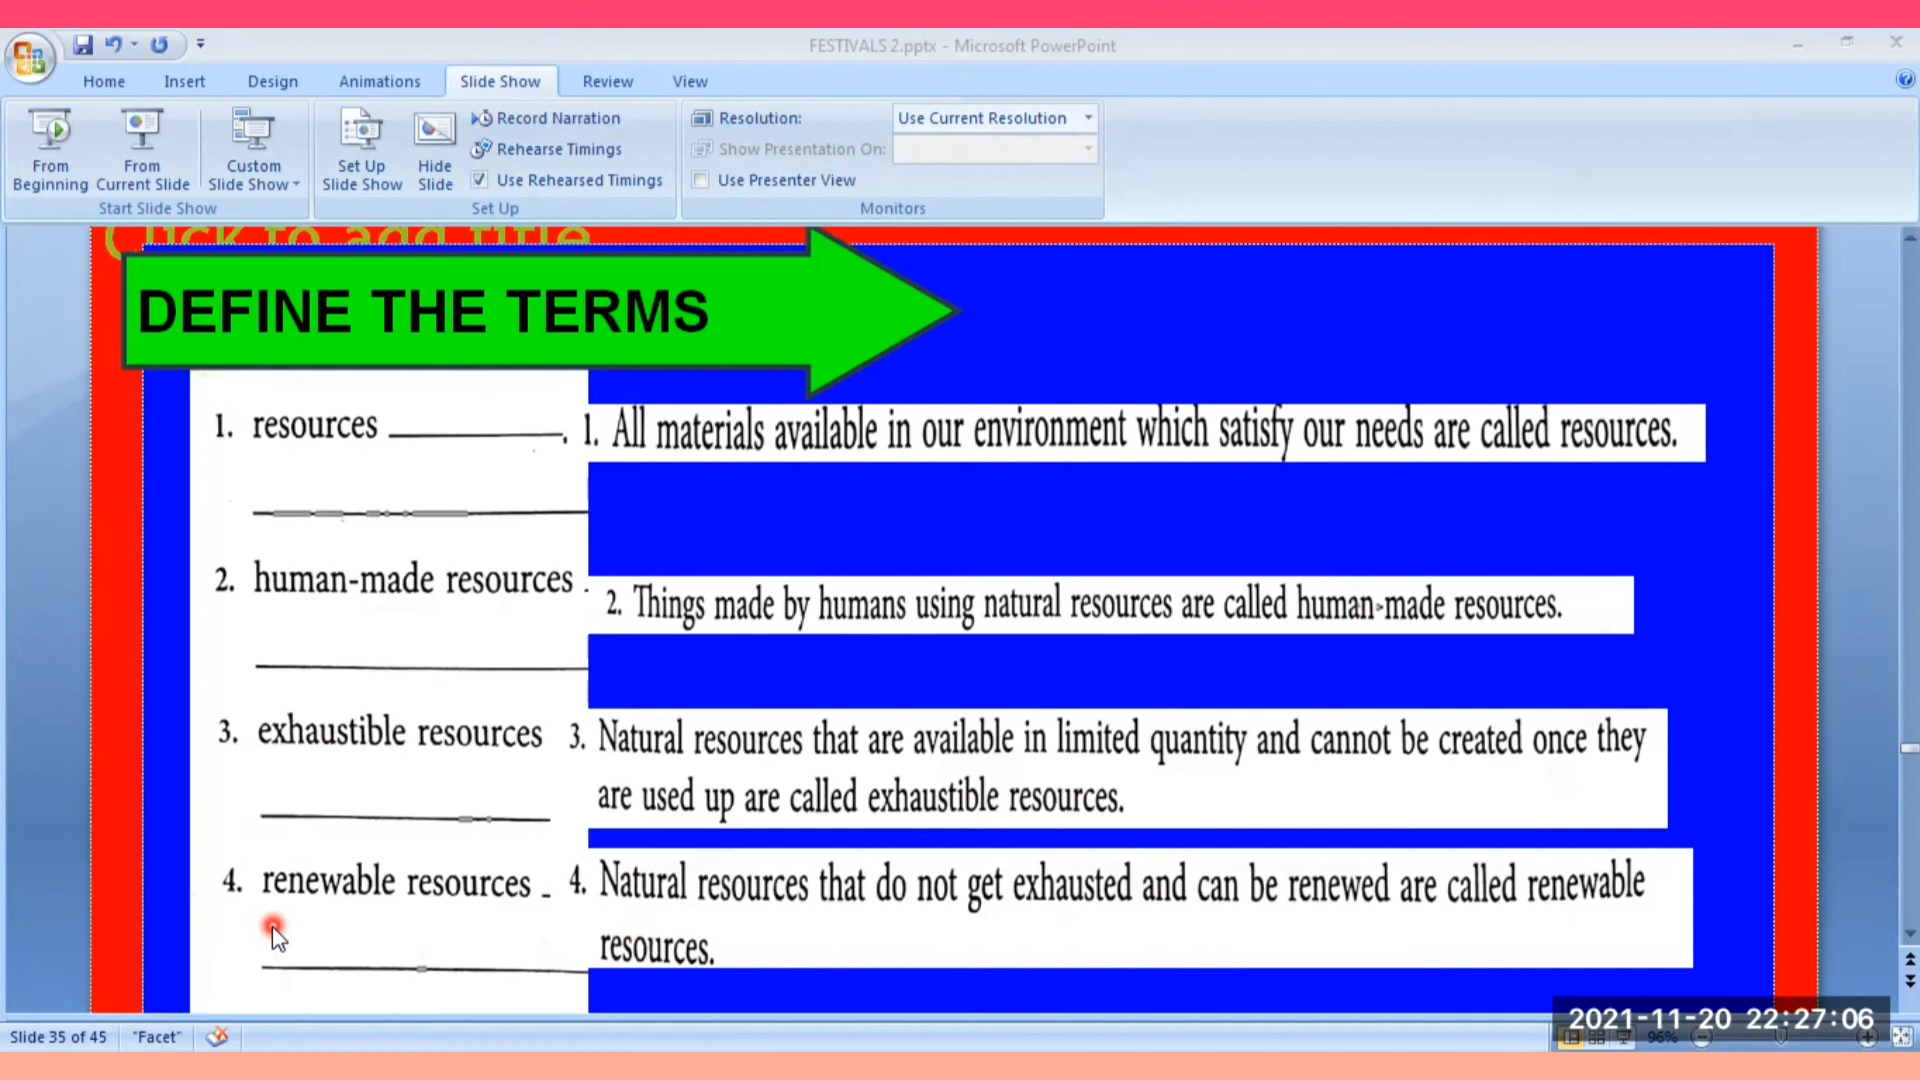 FESTIVALS 2.pptx - Microsoft PowerPoint
Home Insert Design Animations Slide Show Review View
From Beginning
From Current Slide
Custom Slide Show
Set Up Slide Show
Hide Slide
Record Narration
Rehearse Timings
Use Rehearsed Timings
Resolution: Use Current Resolution
Show Presentation On:
Use Presenter View
Start Slide Show Set Up Monitors
Click to add title
DEFINE THE TERMS
1. resources
1. All materials available in our environment which satisfy our needs are called resources.
2. human-made resources
2. Things made by humans using natural resources are called human-made resources.
3. exhaustible resources
3. Natural resources that are available in limited quantity and cannot be created once they
are used up are called exhaustible resources.
4. renewable resources
4. Natural resources that do not get exhausted and can be renewed are called renewable
resources.
2021-11-20 22:27:06
Slide 35 of 45 "Facet" 96%